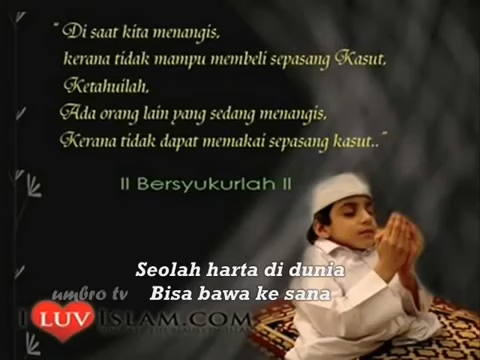 “ Di saat kita menangis,
kerana tidak mampu membeli sepasang Kasut,
Ketahuilah,
Ada orang lain yang sedang menangis,
Kerana tidak dapat memakai sepasang kasut..”
II Bersyukurlah II
Seolah harta di dunia
Bisa bawa ke sana
umbro tv
I LUV ISLAM.COM